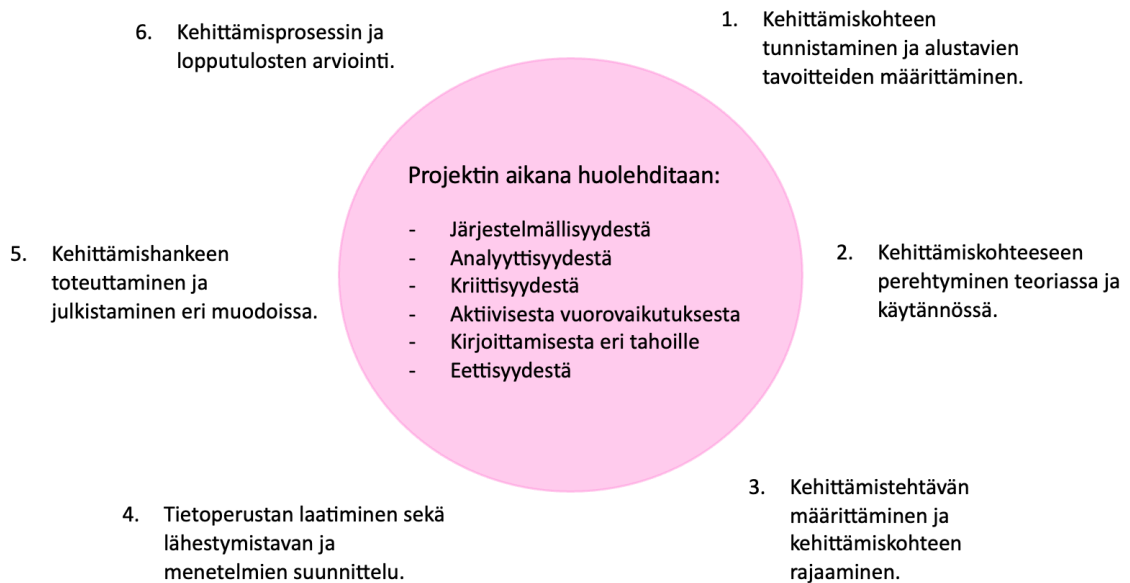 1. Kehittämiskohteen
tunnistaminen ja alustavien
tavoitteiden määrittäminen.
2. Kehittämiskohteeseen
perehtyminen teoriassa ja
käytännössä.
3. Kehittämistehtävän
määrittäminen ja
kehittämiskohteen
rajaaminen.
4. Tietoperustan laatiminen sekä
lähestymistavan ja
menetelmien suunnittelu.
5. Kehittämishankeen
toteuttaminen ja
julkistaminen eri muodoissa.
6. Kehittämisprosessin ja
lopputulosten arviointi.
Projektin aikana huolehditaan:
- Järjestelmällisyydestä
- Analyyttisyydestä
- Kriittisyydestä
- Aktiivisesta vuorovaikutuksesta
- Kirjoittamisesta eri tahoille
- Eettisyydestä